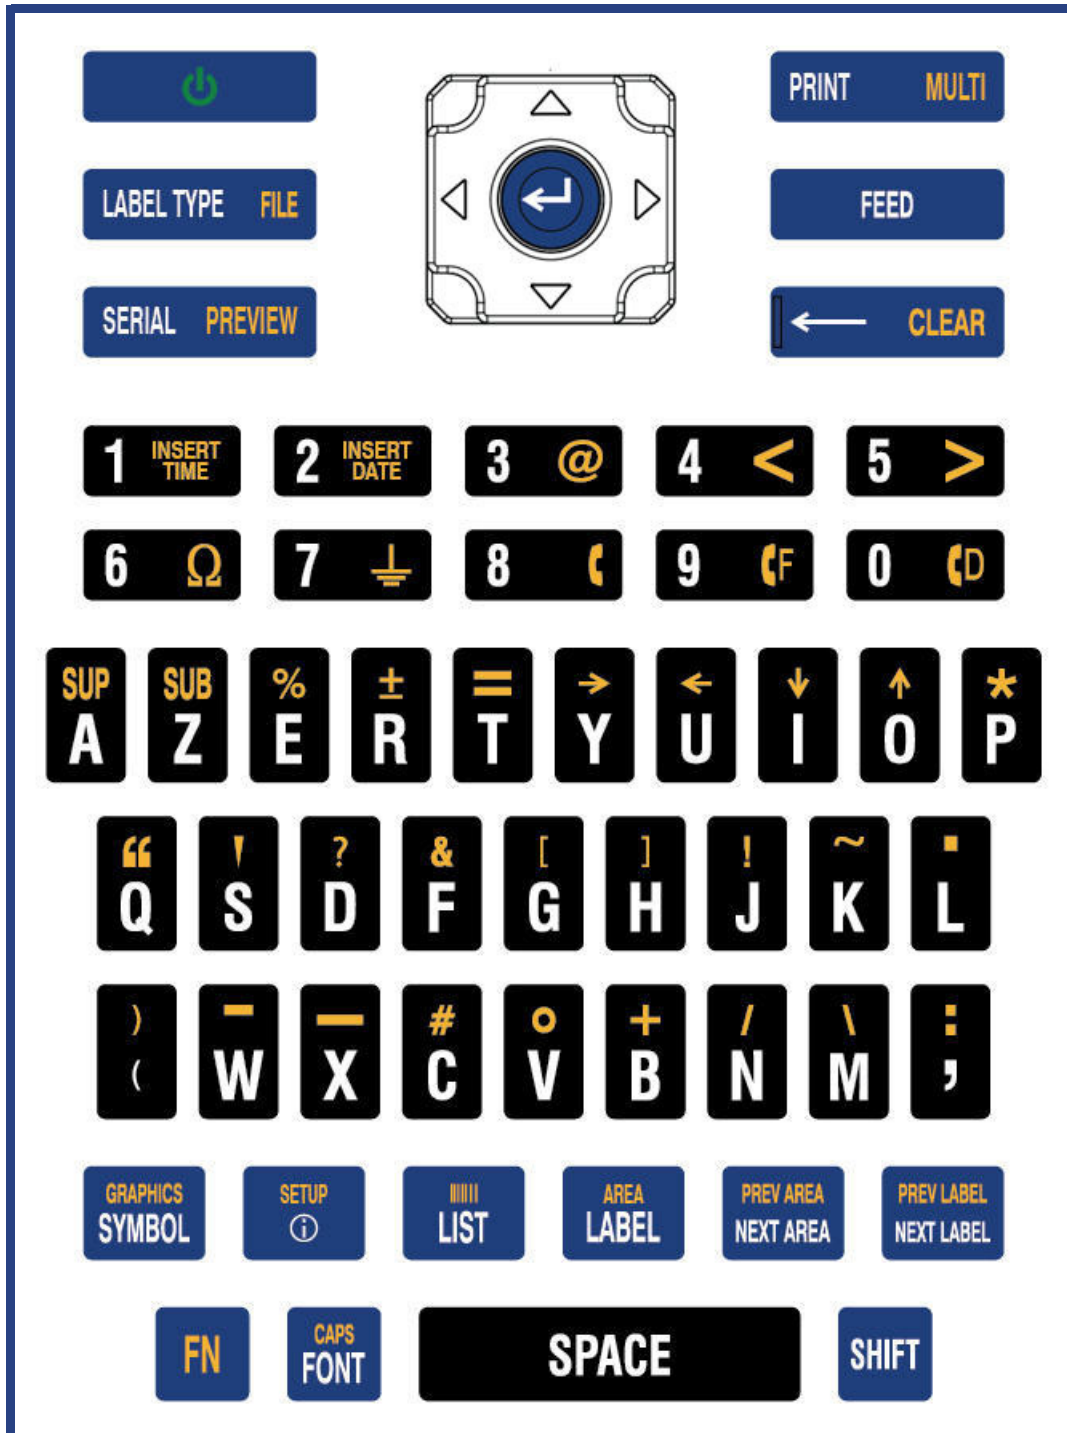 PRINT MULTI
LABEL TYPE FILE
FEED
SERIAL PREVIEW
← CLEAR
1 INSERT TIME 2 INSERT DATE 3 @ 4 < 5 >
6 Ω 7 ⏚ 8 9 F 0 D
SUP SUB % ± = → ← ↓ ↑ *
A Z E R T Y U I O P
“ ' ? & [ ] ! ~ .
Q S D F G H J K L
) - — # ° + / \ :
( W X C V B N M ,
GRAPHICS SETUP AREA PREV AREA PREV LABEL
SYMBOL ⓘ LIST LABEL NEXT AREA NEXT LABEL
CAPS
FN FONT SPACE SHIFT